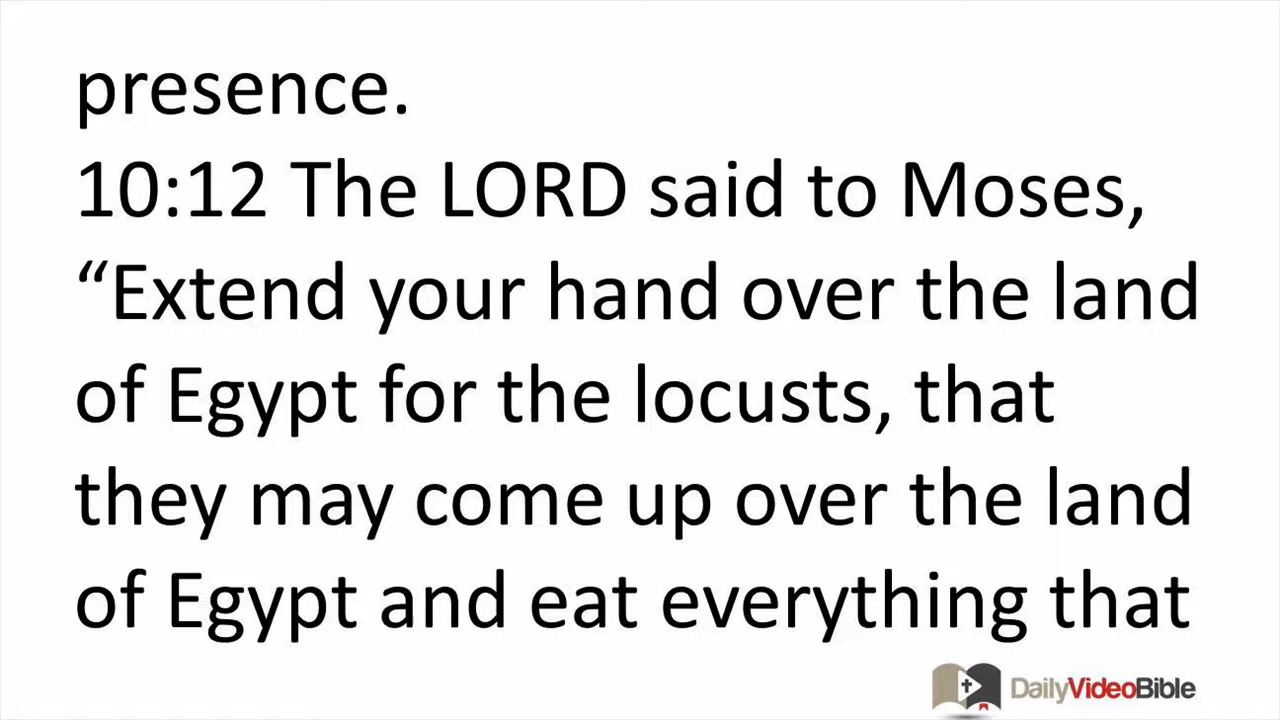 presence.
10:12 The LORD said to Moses,
“Extend your hand over the land
of Egypt for the locusts, that
they may come up over the land
of Egypt and eat everything that
DailyVideoBible